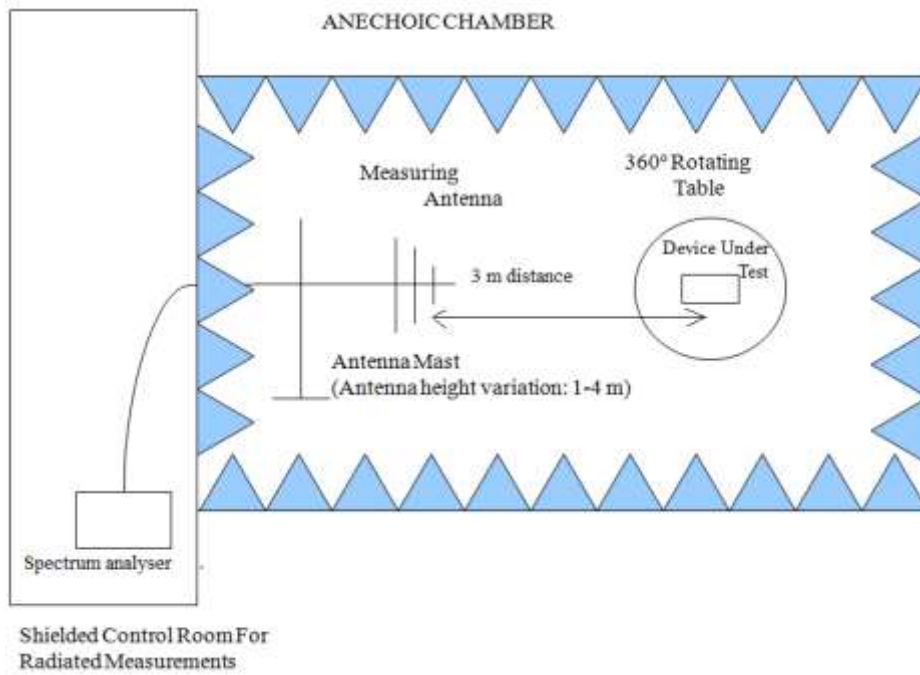 ANECHOIC CHAMBER
Measuring
Antenna
360º Rotating
Table
Device Under
Test
3 m distance
Antenna Mast
(Antenna height variation: 1-4 m)
Spectrum analyser
Shielded Control Room For
Radiated Measurements